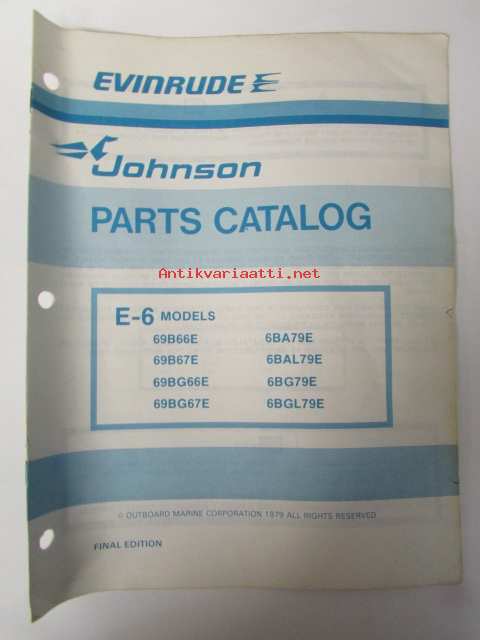 EVINRUDE
Johnson
PARTS CATALOG
Antikvariaatti.net
E-6 MODELS
69B66E 6BA79E
69B67E 6BAL79E
69BG66E 6BG79E
69BG67E 6BGL79E
© OUTBOARD MARINE CORPORATION 1979 ALL RIGHTS RESERVED
FINAL EDITION